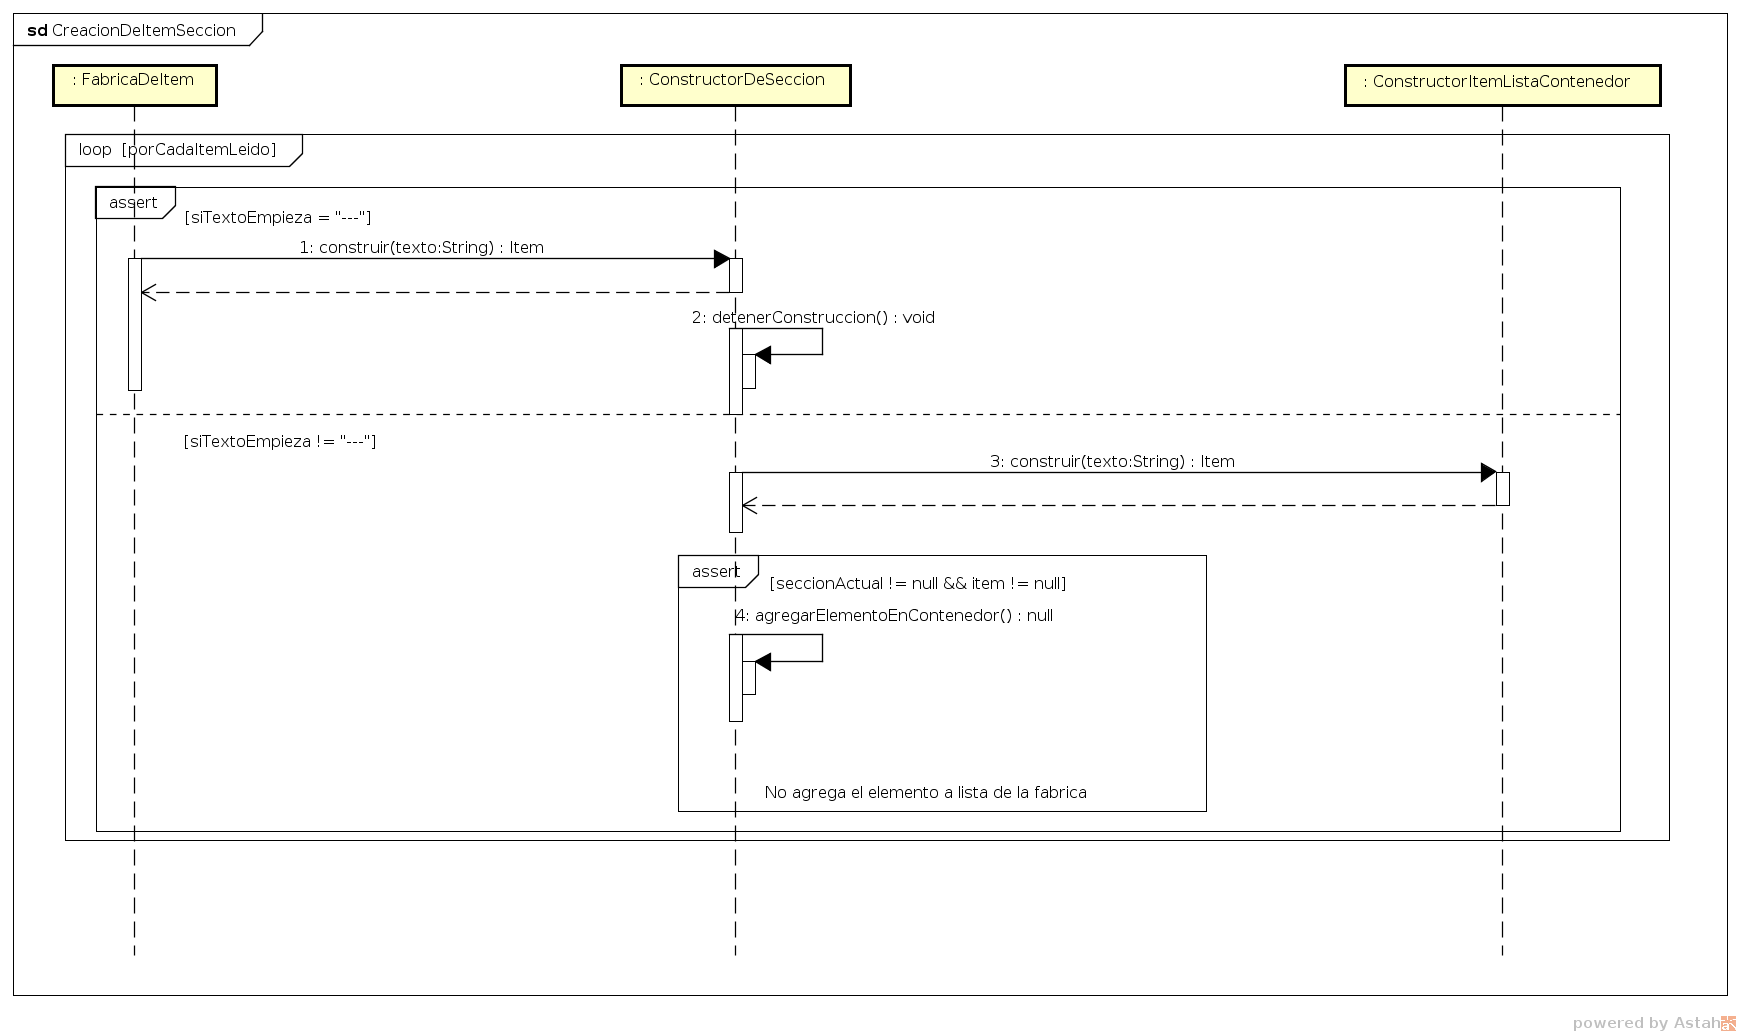 sd CreacionDeItemSeccion
: FabricaDeItem
: ConstructorDeSeccion
: ConstructorItemListaContenedor
loop [porCadaItemLeido]
assert
[siTextoEmpieza = "---"]
1: construir(texto:String) : Item
2: detenerConstruccion() : void
[siTextoEmpieza != "---"]
3: construir(texto:String) : Item
assert
[seccionActual != null && item != null]
4: agregarElementoEnContenedor() : null
No agrega el elemento a lista de la fabrica
powered by Astah